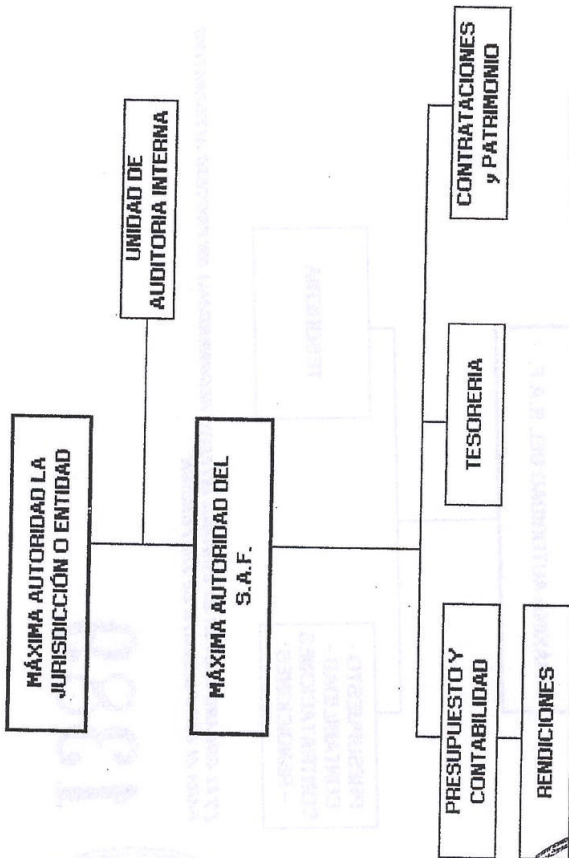 MÁXIMA AUTORIDAD LA
JURISDICCIÓN O ENTIDAD
UNIDAD DE
AUDITORIA INTERNA
MÁXIMA AUTORIDAD DEL
S.A.F.
PRESUPUESTO Y
CONTABILIDAD
TESORERIA
CONTRATACIONES
y PATRIMONIO
RENDICIONES